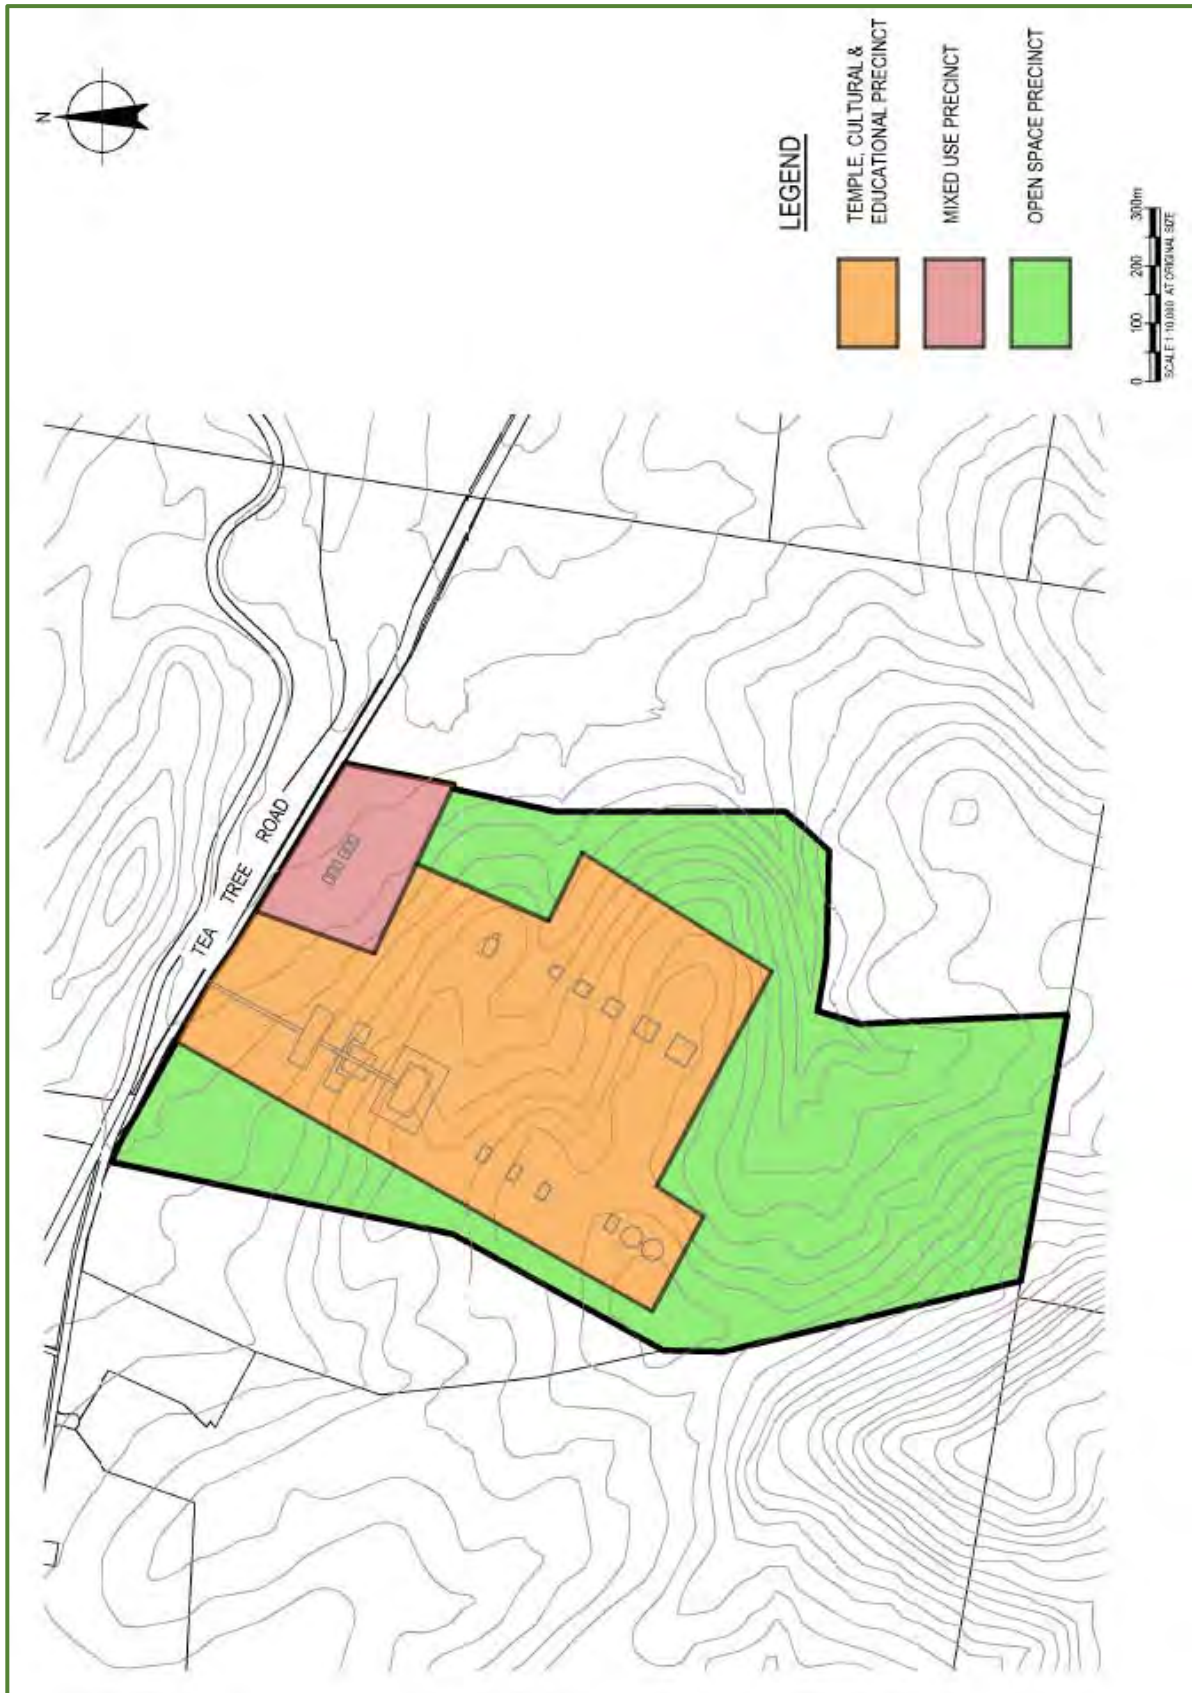 N
LEGEND
TEMPLE, CULTURAL &
EDUCATIONAL PRECINCT
MIXED USE PRECINCT
OPEN SPACE PRECINCT
0 100 200 300m
SCALE 1:10,000 AT ORIGINAL SIZE
TEA TREE ROAD